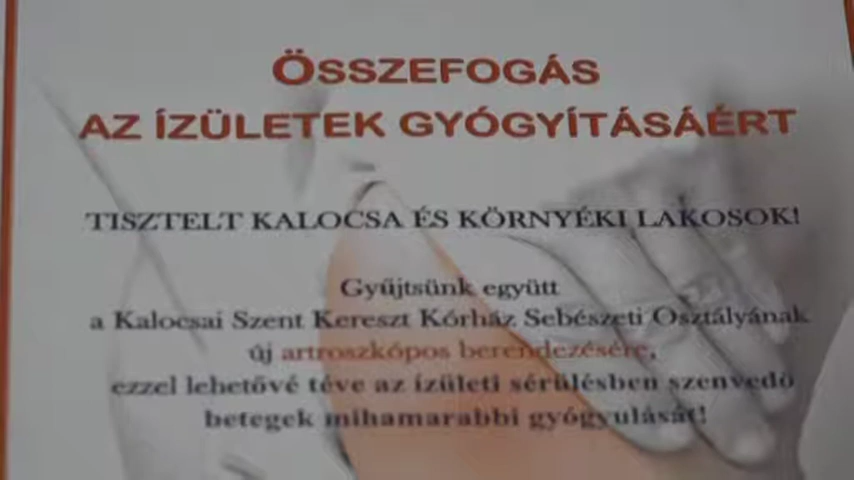 ÖSSZEFOGÁS
AZ ÍZÜLETEK GYÓGYÍTÁSÁÉRT
TISZTELT KALOCSA ÉS KÖRNYÉKI LAKOSOK!
Gyűjtsünk együtt
a Kalocsai Szent Kereszt Kórház Sebészeti Osztályának
új artroszkópos berendezésére,
ezzel lehetővé téve az ízületi sérülésben szenvedő
betegek mihamarabbi gyógyulását!